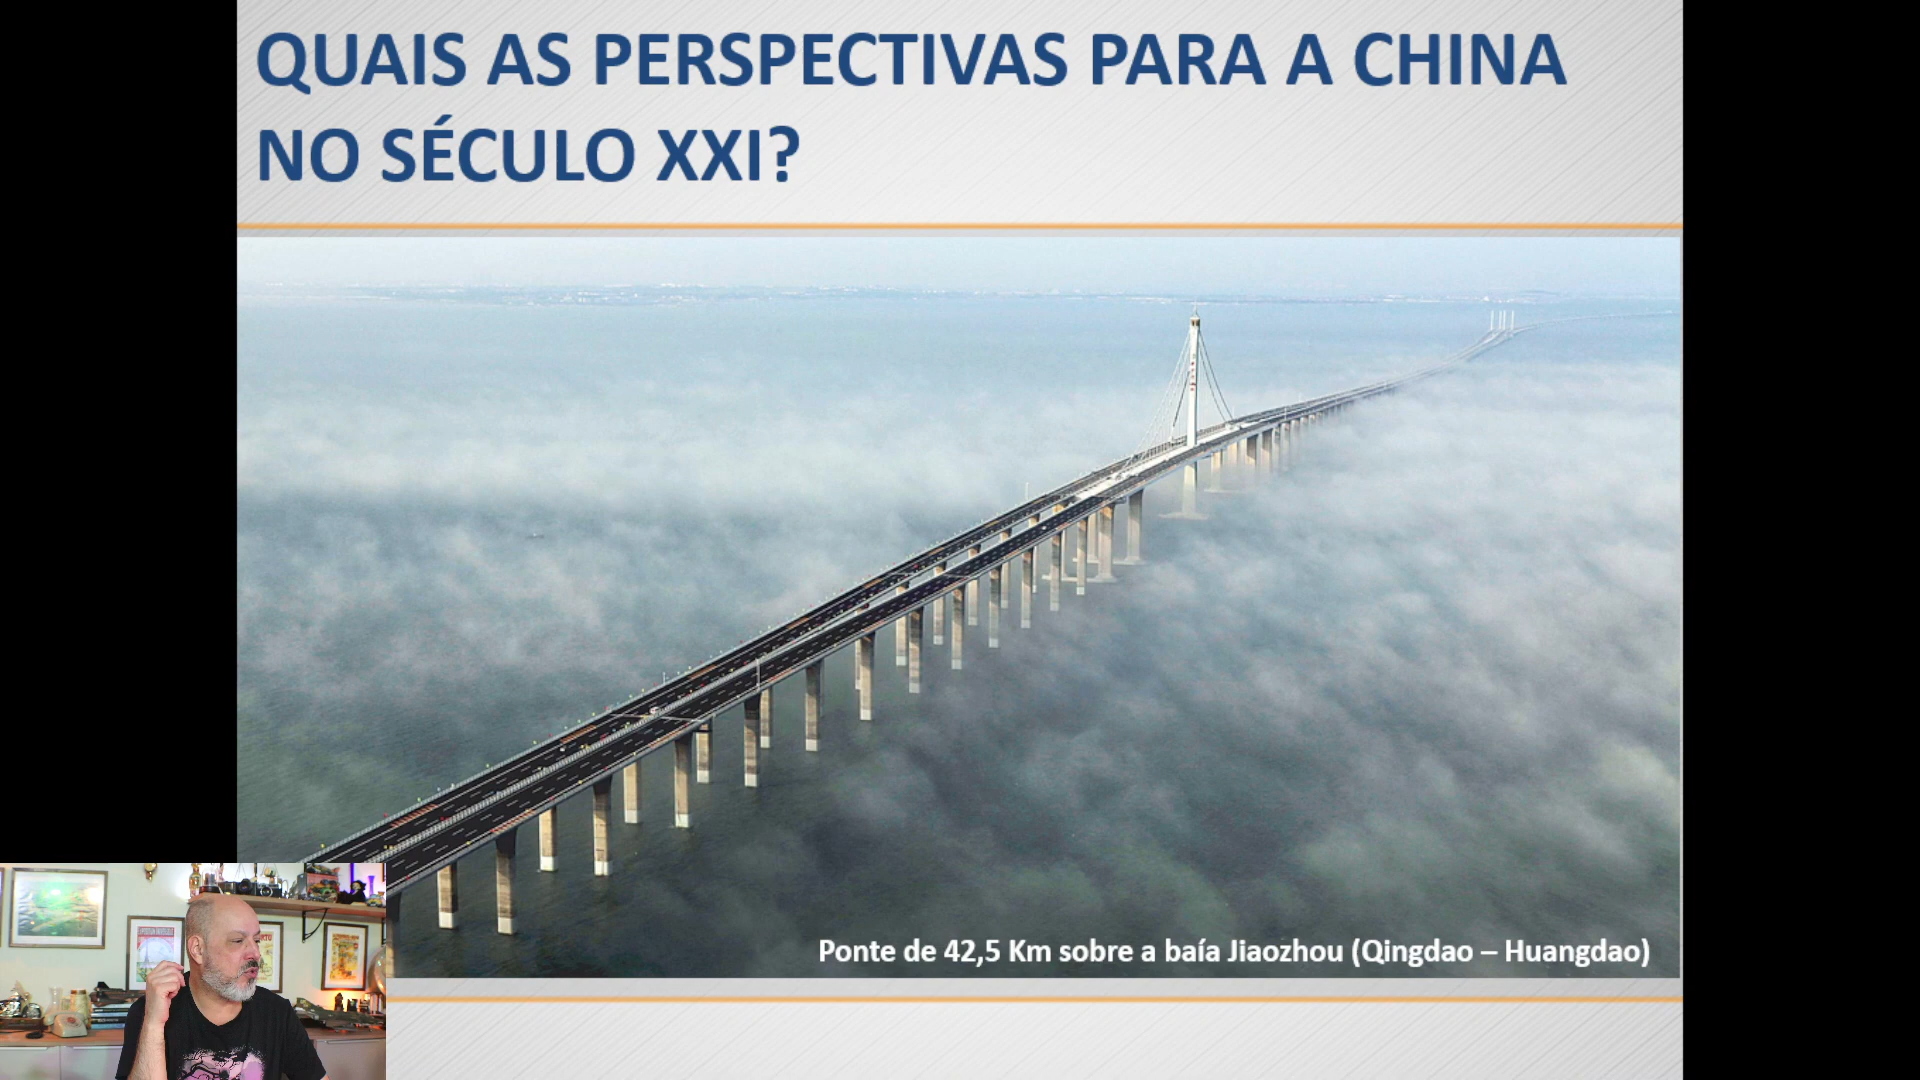 QUAIS AS PERSPECTIVAS PARA A CHINA
NO SÉCULO XXI?
Ponte de 42,5 Km sobre a baía Jiaozhou (Qingdao – Huangdao)